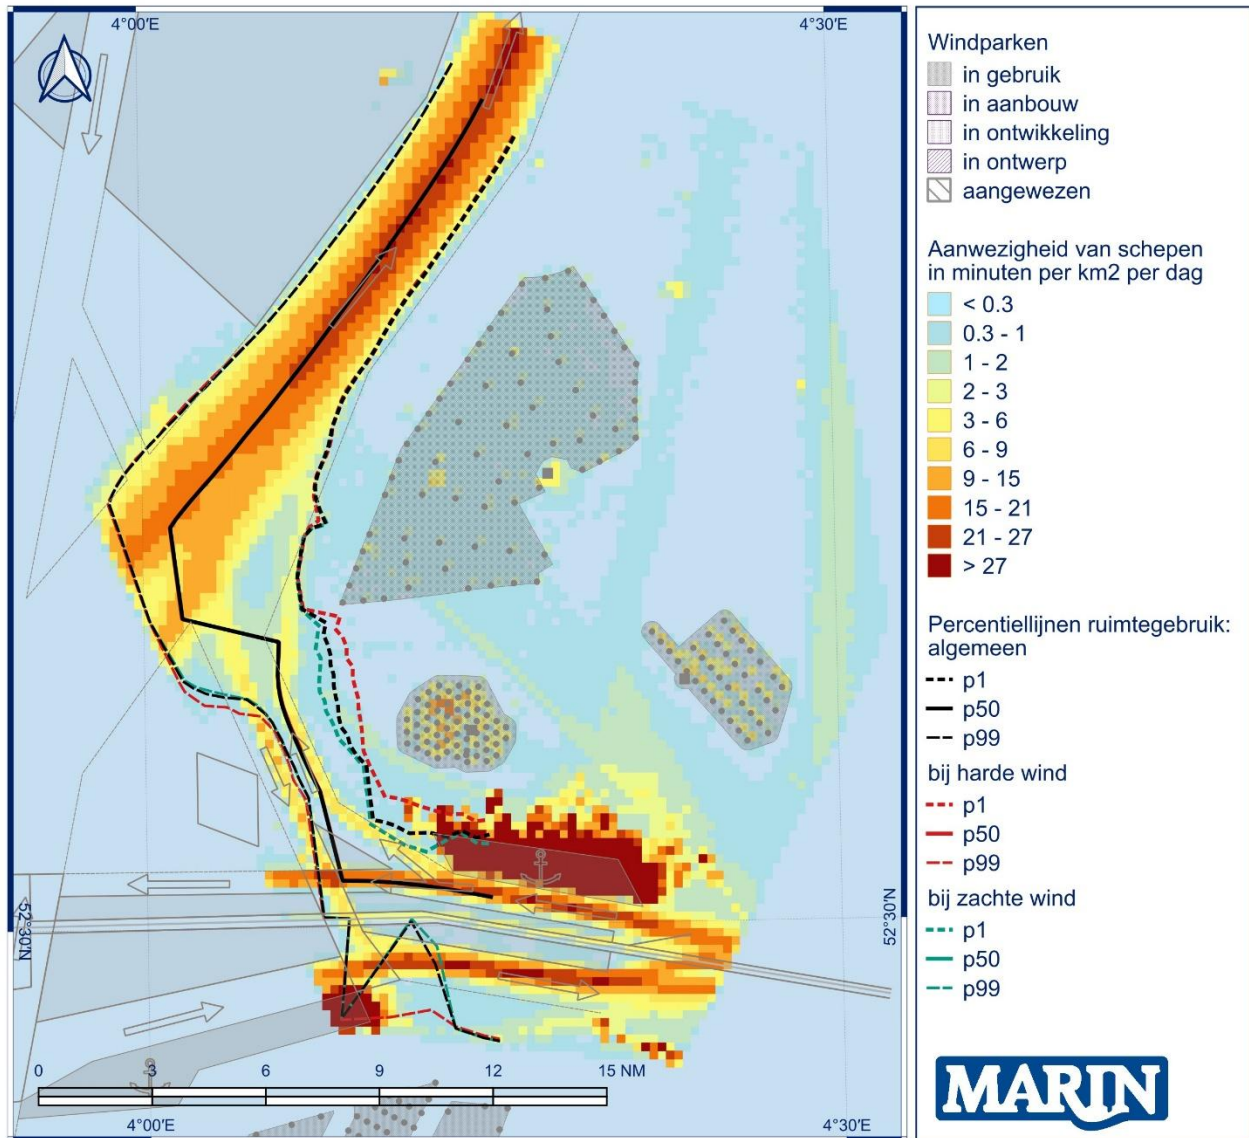 4°00'E
4°30'E
52°30'N
52°30'N
0
3
6
9
12
15 NM
4°00'E
4°30'E
Windparken
in gebruik
in aanbouw
in ontwikkeling
in ontwerp
aangewezen
Aanwezigheid van schepen
in minuten per km2 per dag
< 0.3
0.3 - 1
1 - 2
2 - 3
3 - 6
6 - 9
9 - 15
15 - 21
21 - 27
> 27
Percentiellijnen ruimtegebruik:
algemeen
p1
p50
p99
bij harde wind
p1
p50
p99
bij zachte wind
p1
p50
p99
MARIN